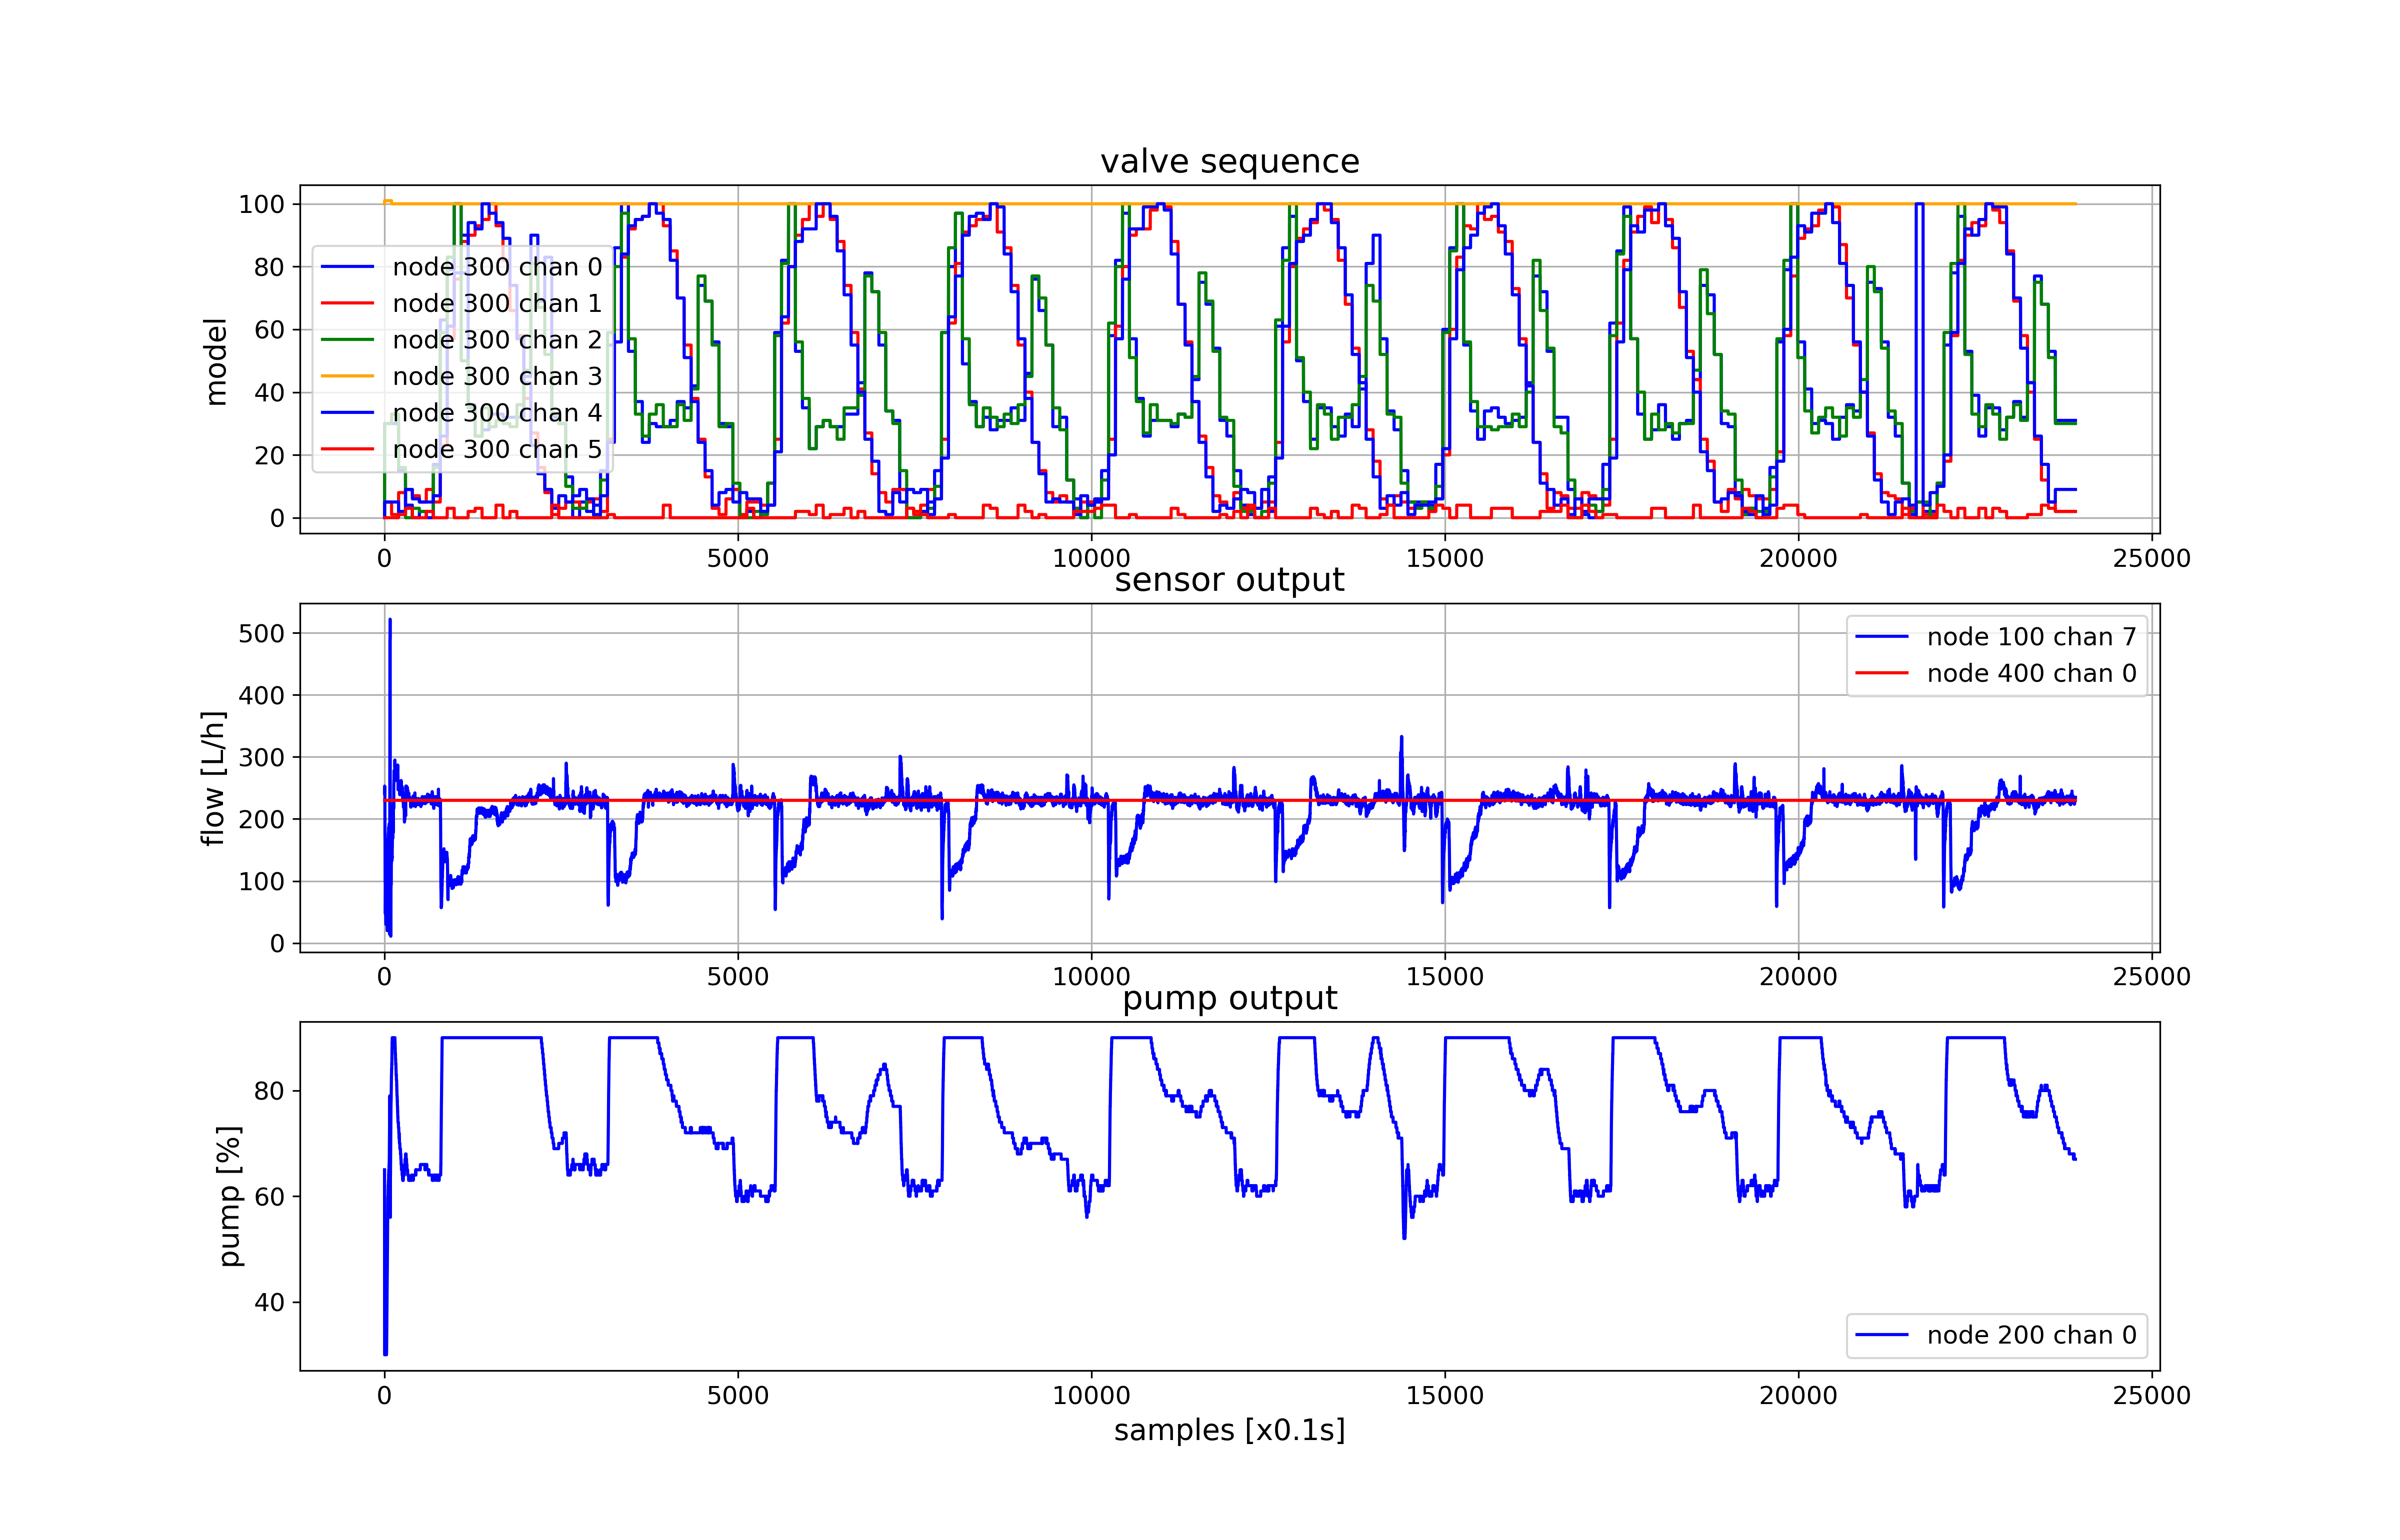 valve sequence
model
100
80
60
40
20
0
node 300 chan 0
node 300 chan 1
node 300 chan 2
node 300 chan 3
node 300 chan 4
node 300 chan 5
0 5000 10000 15000 20000 25000
sensor output
flow [L/h]
500
400
300
200
100
0
node 100 chan 7
node 400 chan 0
0 5000 10000 15000 20000 25000
pump output
pump [%]
80
60
40
node 200 chan 0
0 5000 10000 15000 20000 25000
samples [x0.1s]